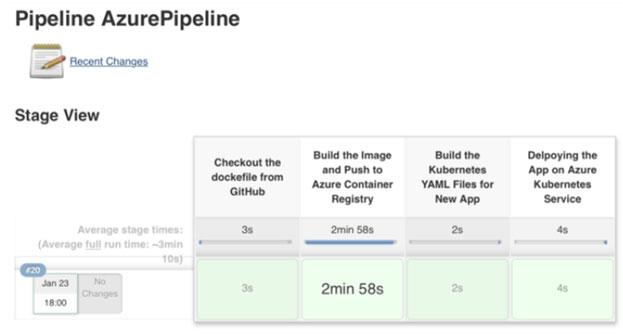 Pipeline AzurePipeline
Recent Changes
Stage View
Checkout the
dockefile from
GitHub
Build the Image
and Push to
Azure Container
Registry
Build the
Kubernetes
YAML Files for
New App
Delpoying the
App on Azure
Kubernetes
Service
Average stage times:
(Average full run time: ~3min
10s)
3s
2min 58s
2s
4s
#20
Jan 23
18:00
No
Changes
3s
2min 58s
2s
4s